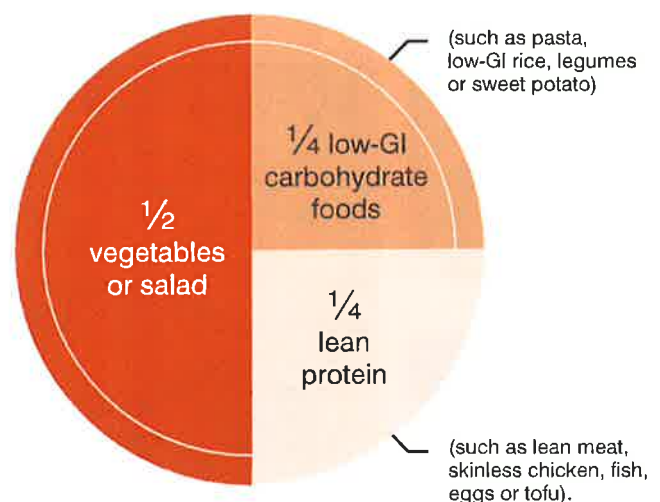 (such as pasta,
low-GI rice, legumes
or sweet potato)
1/4 low-GI
carbohydrate
foods
1/2
vegetables
or salad
1/4
lean
protein
(such as lean meat,
skinless chicken, fish,
eggs or tofu).